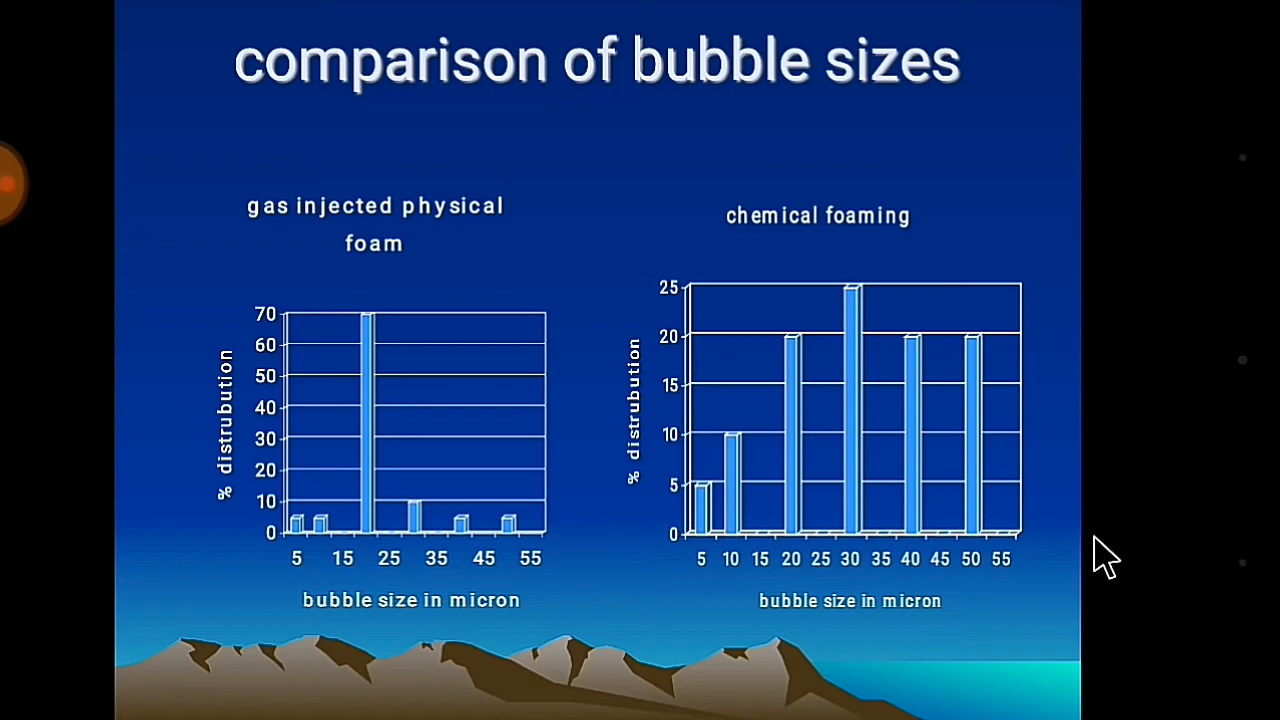 comparison of bubble sizes
gas injected physical
foam
70
60
50
40
30
20
10
0
% distrubution
5 15 25 35 45 55
bubble size in micron
chemical foaming
25
20
15
10
5
0
% distrubution
5 10 15 20 25 30 35 40 45 50 55
bubble size in micron